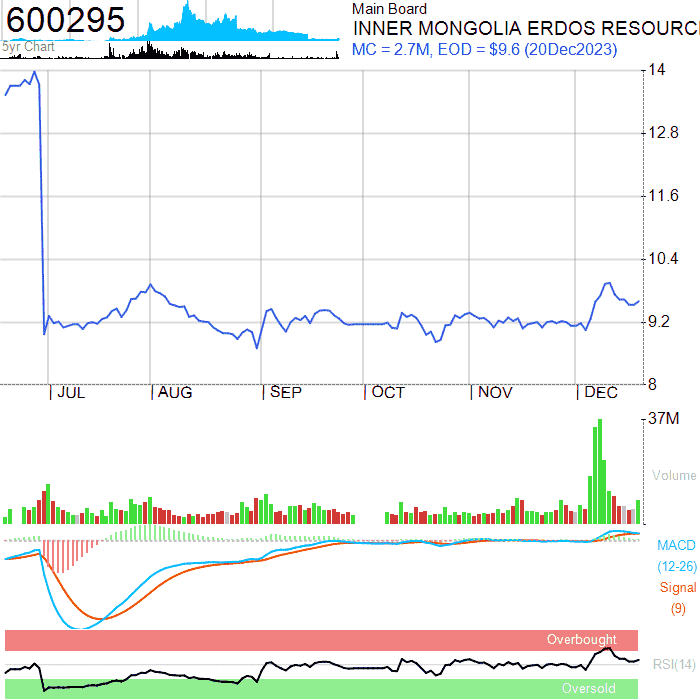 600295
5yr Chart
Main Board
INNER MONGOLIA ERDOS RESOURC
MC = 2.7M, EOD = $9.6 (20Dec2023)
14
12.8
11.6
10.4
9.2
8
JUL AUG SEP OCT NOV DEC
37M
Volume
MACD
(12-26)
Signal
(9)
Overbought
RSI(14)
Oversold